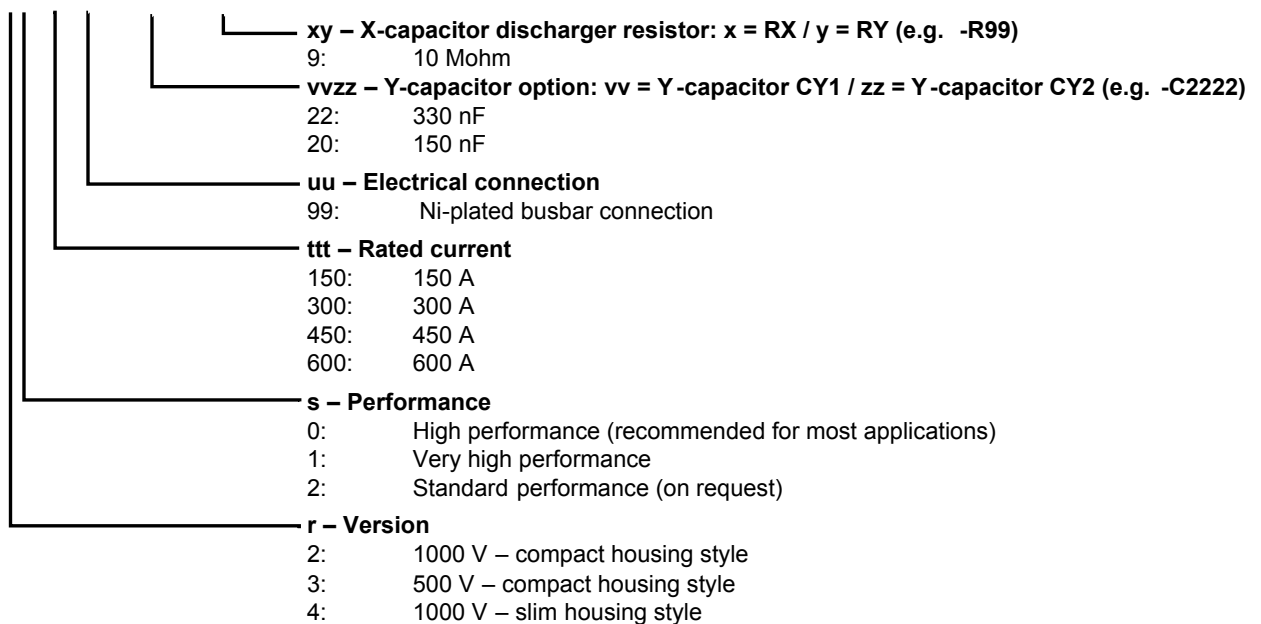 xy – X-capacitor discharger resistor: x = RX / y = RY (e.g. -R99)
9: 10 Mohm
vvzz – Y-capacitor option: vv = Y-capacitor CY1 / zz = Y-capacitor CY2 (e.g. -C2222)
22: 330 nF
20: 150 nF
uu – Electrical connection
99: Ni-plated busbar connection
ttt – Rated current
150: 150 A
300: 300 A
450: 450 A
600: 600 A
s – Performance
0: High performance (recommended for most applications)
1: Very high performance
2: Standard performance (on request)
r – Version
2: 1000 V – compact housing style
3: 500 V – compact housing style
4: 1000 V – slim housing style